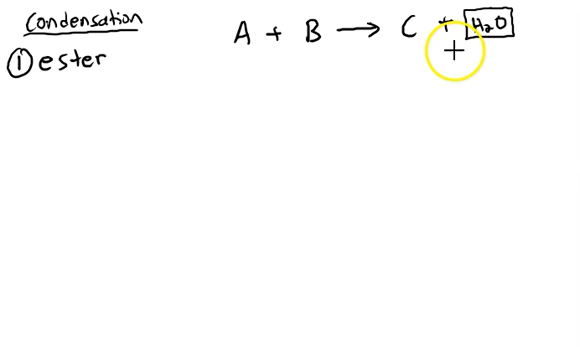 Condensation
A + B ⟶ C + H₂O
① ester